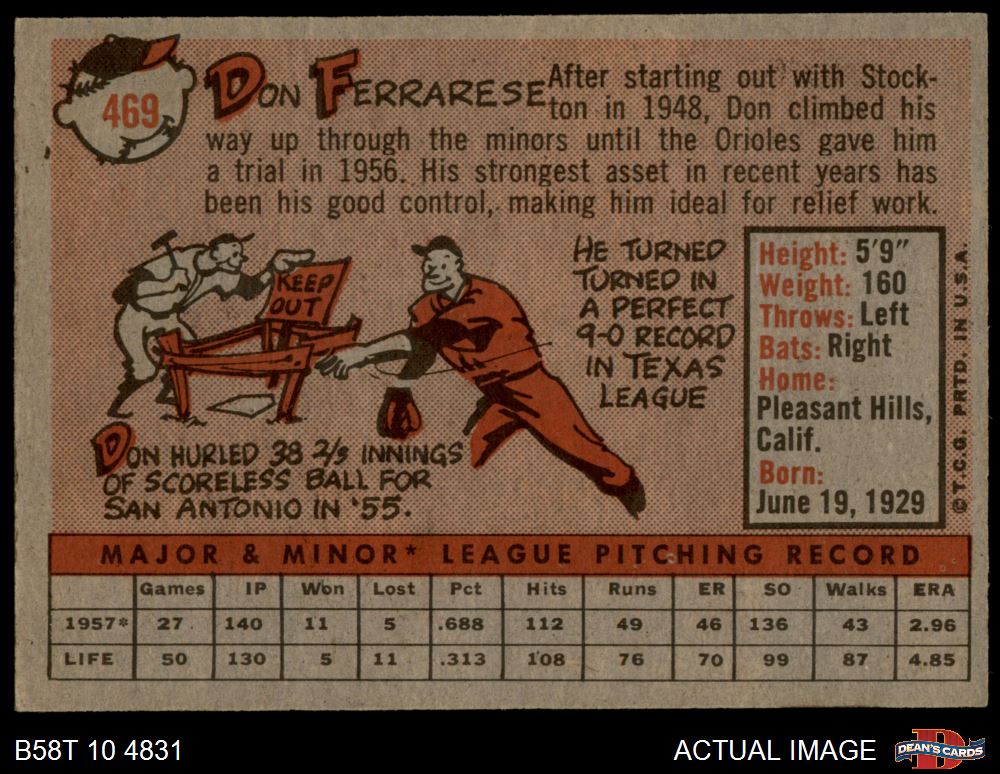 469
DON FERRARESE
After starting out with Stock-
ton in 1948, Don climbed his
way up through the minors until the Orioles gave him
a trial in 1956. His strongest asset in recent years has
been his good control, making him ideal for relief work.
KEEP
OUT
HE TURNED
TURNED IN
A PERFECT
9-0 RECORD
IN TEXAS
LEAGUE
DON HURLED 38 2/3 INNINGS
OF SCORELESS BALL FOR
SAN ANTONIO IN '55.
Height: 5'9"
Weight: 160
Throws: Left
Bats: Right
Home:
Pleasant Hills,
Calif.
Born:
June 19, 1929
© T.C.G. PRTD. IN U.S.A.
MAJOR & MINOR* LEAGUE PITCHING RECORD
Games IP Won Lost Pct Hits Runs ER SO Walks ERA
1957* 27 140 11 5 .688 112 49 46 136 43 2.96
LIFE 50 130 5 11 .313 108 76 70 99 87 4.85
B58T 10 4831
ACTUAL IMAGE
D
DEAN'S CARDS